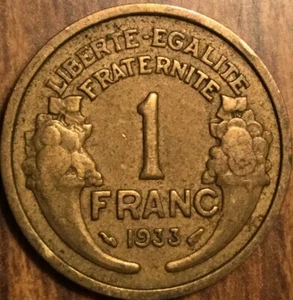 LIBERTE-EGALITE
FRATERNITE
1
FRANC
1933